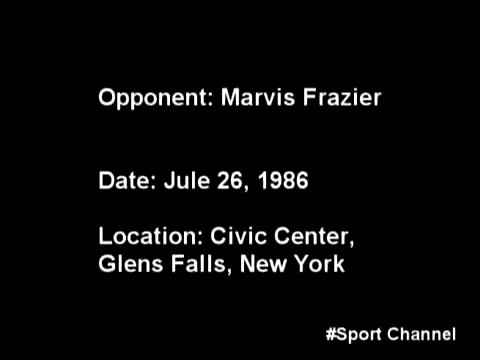 Opponent: Marvis Frazier
Date: Jule 26, 1986
Location: Civic Center,
Glens Falls, New York
#Sport Channel